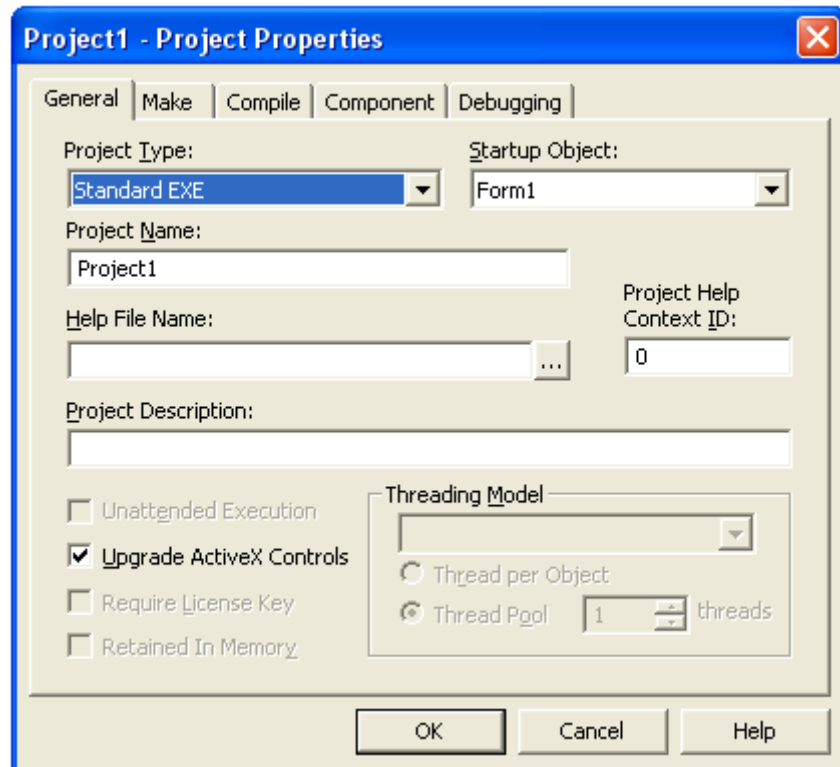 Project1 - Project Properties
General Make Compile Component Debugging
Project Type:
Startup Object:
Standard EXE
Form1
Project Name:
Project1
Project Help
Context ID:
Help File Name:
...
0
Project Description:
Unattended Execution
Upgrade ActiveX Controls
Require License Key
Retained In Memory
Threading Model
Thread per Object
Thread Pool 1 threads
OK Cancel Help